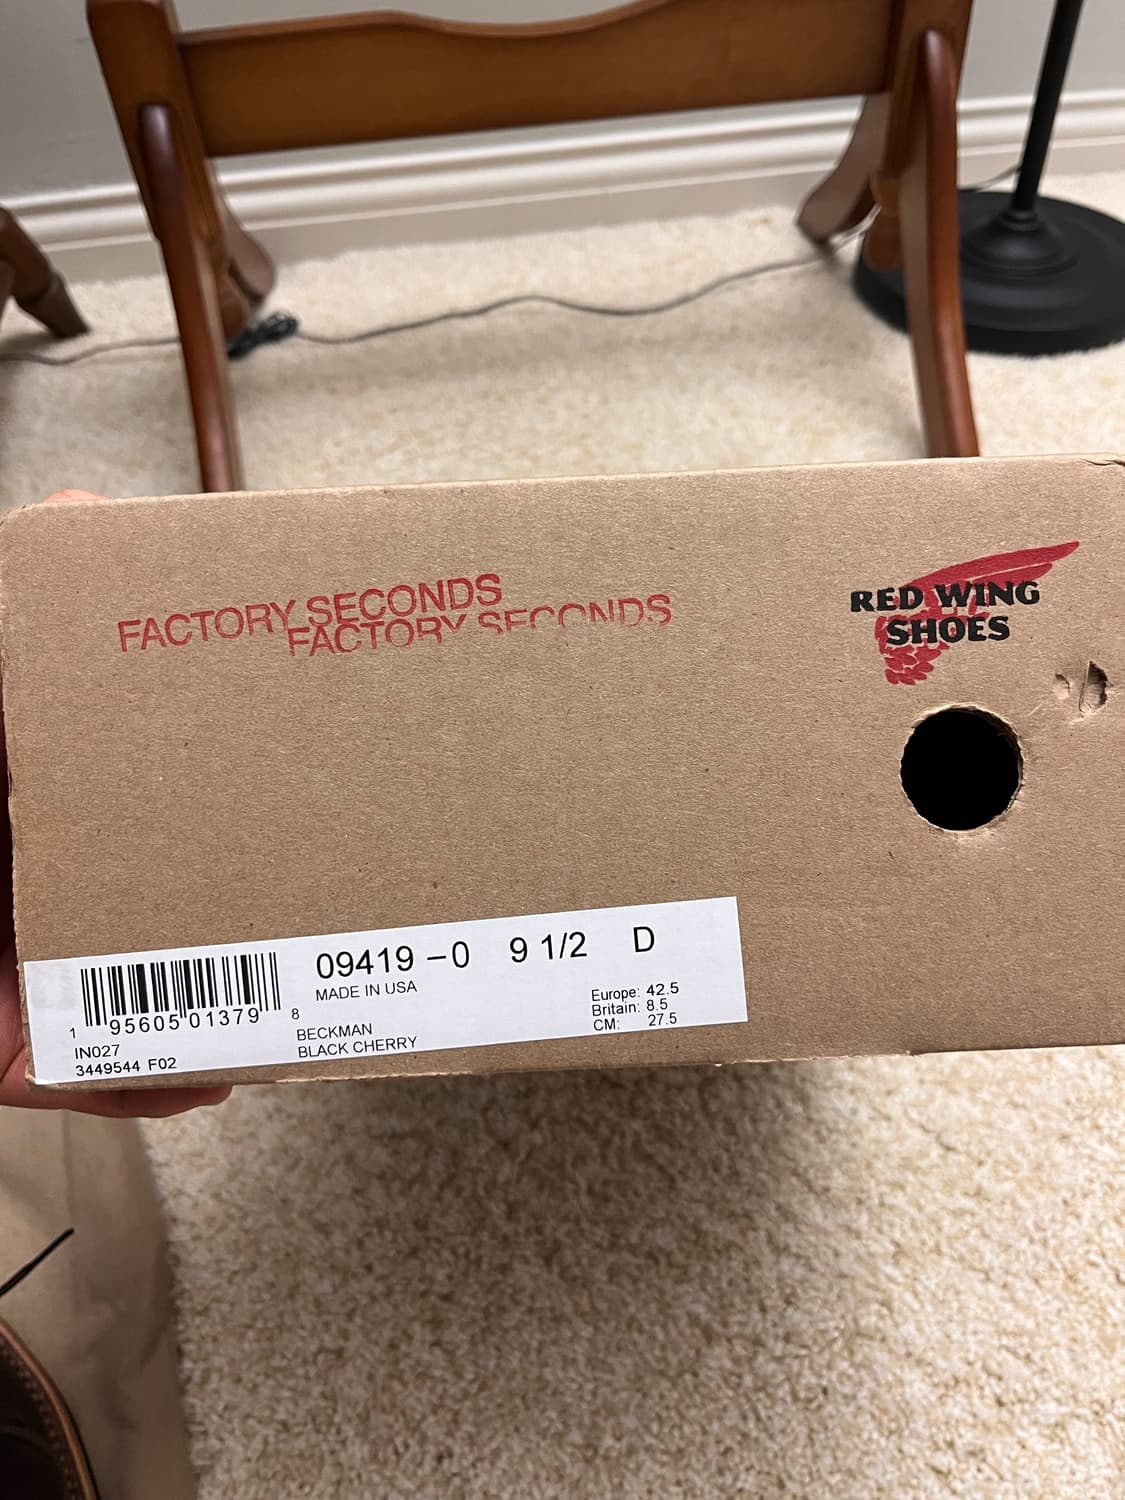 FACTORY SECONDS
FACTORY SECONDS
RED WING
SHOES
09419 – 0 9 1/2 D
MADE IN USA
1 95605 01379 8
Europe: 42.5
Britain: 8.5
CM: 27.5
IN027
3449544 F02
BECKMAN
BLACK CHERRY